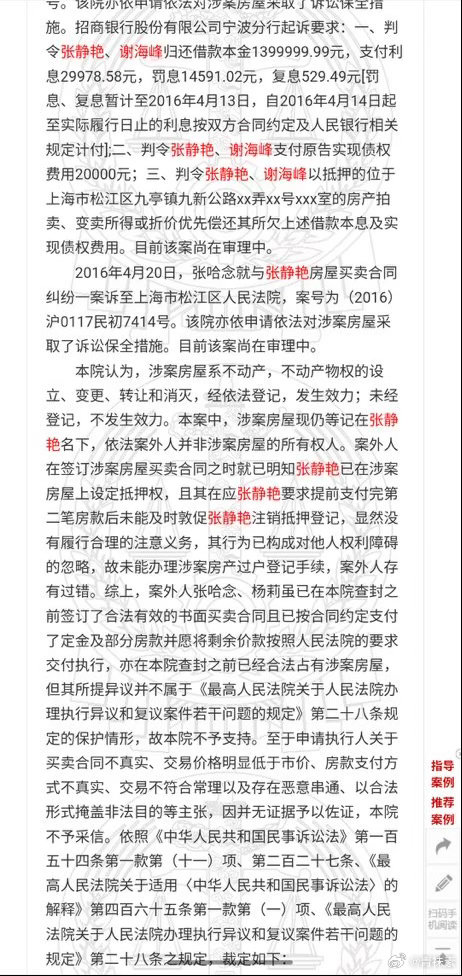 号。该院亦依申请依法对涉案房屋采取了诉讼保全措
施。招商银行股份有限公司宁波分行起诉要求：一、判
令张静艳、谢海峰归还借款本金1399999.99元，支付利
息29978.58元，罚息14591.02元，复息529.49元[罚
息、复息暂计至2016年4月13日，自2016年4月14日起
至实际履行日止的利息按双方合同约定及人民银行相关
规定计付];二、判令张静艳、谢海峰支付原告实现债权
费用20000元；三、判令张静艳、谢海峰以抵押的位于
上海市松江区九亭镇九新公路xx弄xx号xxx室的房产拍
卖、变卖所得或折价优先偿还其所欠上述借款本息及实
现债权费用。目前该案尚在审理中。
2016年4月20日，张哈念就与张静艳房屋买卖合同
纠纷一案诉至上海市松江区人民法院，案号为（2016）
沪0117民初7414号。该院亦依申请依法对涉案房屋采
取了诉讼保全措施。目前该案尚在审理中。
本院认为，涉案房屋系不动产，不动产物权的设
立、变更、转让和消灭，经依法登记，发生效力；未经
登记，不发生效力。本案中，涉案房屋现仍等记在张静
艳名下，依法案外人并非涉案房屋的所有权人。案外人
在签订涉案房屋买卖合同之时就已明知张静艳已在涉案
房屋上设定抵押权，且其在应张静艳要求提前支付完第
二笔房款后未能及时敦促张静艳注销抵押登记，显然没
有履行合理的注意义务，其行为已构成对他人权利障碍
的忽略，故未能办理涉案房产过户登记手续，案外人存
有过错。综上，案外人张哈念、杨莉虽已在本院查封之
前签订了合法有效的书面买卖合同且已按合同约定支付
了定金及部分房款并愿将剩余价款按照人民法院的要求
交付执行，亦在本院查封之前已经合法占有涉案房屋，
但其所提异议并不属于《最高人民法院关于人民法院办
理执行异议和复议案件若干问题的规定》第二十八条规
定的保护情形，故本院不予支持。至于申请执行人关于
买卖合同不真实、交易价格明显低于市价、房款支付方
式不真实、交易不符合常理以及存在恶意串通、以合法
形式掩盖非法目的等主张，因并无证据予以佐证，本院
不予采信。依照《中华人民共和国民事诉讼法》第一百
五十四条第一款第（十一）项、第二百二十七条、《最
高人民法院关于适用〈中华人民共和国民事诉讼法〉的
解释》第四百六十五条第一款第（一）项、《最高人民
法院关于人民法院办理执行异议和复议案件若干问题的
规定》第二十八条之规定，裁定如下：
指导
案例
推荐
案例
扫码手
机阅读